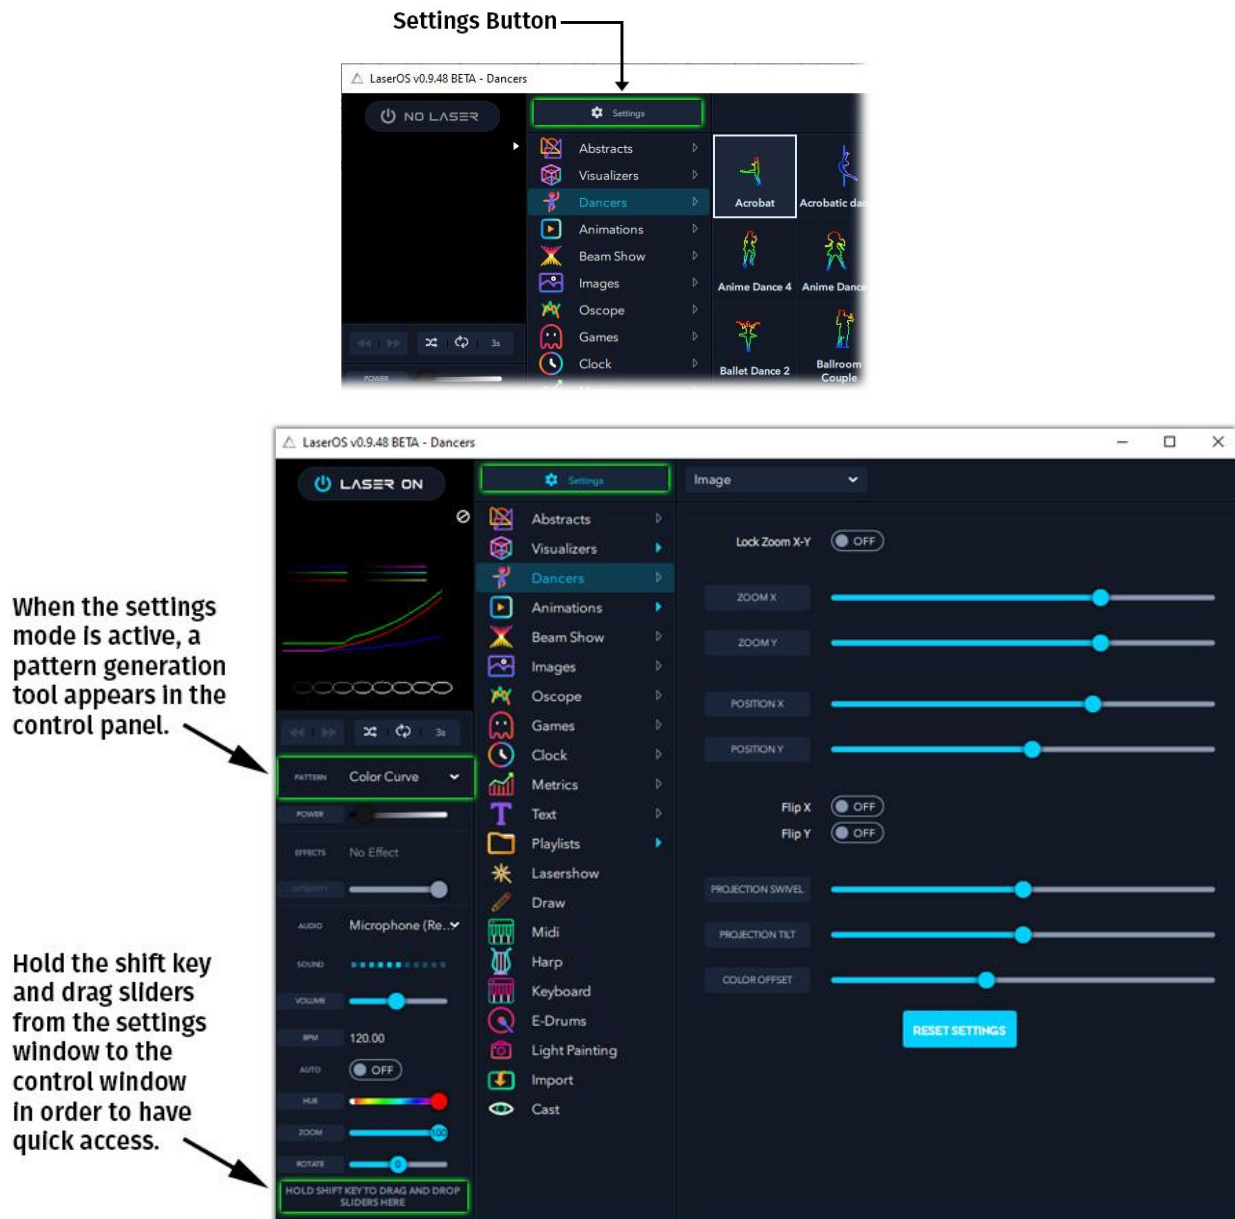 Settings Button
LaserOS v0.9.48 BETA - Dancers
NO LASER
Settings
Abstracts
Visualizers
Dancers
Animations
Beam Show
Images
Oscope
Games
Clock
3s
POWER
Acrobat
Acrobatic dan
Anime Dance 4
Anime Dance
Ballet Dance 2
Ballroom
Couple
LaserOS v0.9.48 BETA - Dancers
LASER ON
Settings
Image
When the settings
mode is active, a
pattern generation
tool appears in the
control panel.
Hold the shift key
and drag sliders
from the settings
window to the
control window
in order to have
quick access.
3s
PATTERN Color Curve
POWER
EFFECTS No Effect
INTENSITY
AUDIO Microphone (Re..
SOUND
VOLUME
BPM 120.00
AUTO OFF
HUE
ZOOM 100
ROTATE 0
HOLD SHIFT KEY TO DRAG AND DROP
SLIDERS HERE
Abstracts
Visualizers
Dancers
Animations
Beam Show
Images
Oscope
Games
Clock
Metrics
Text
Playlists
Lasershow
Draw
Midi
Harp
Keyboard
E-Drums
Light Painting
Import
Cast
Lock Zoom X-Y OFF
ZOOM X
ZOOM Y
POSITION X
POSITION Y
Flip X OFF
Flip Y OFF
PROJECTION SWIVEL
PROJECTION TILT
COLOR OFFSET
RESET SETTINGS